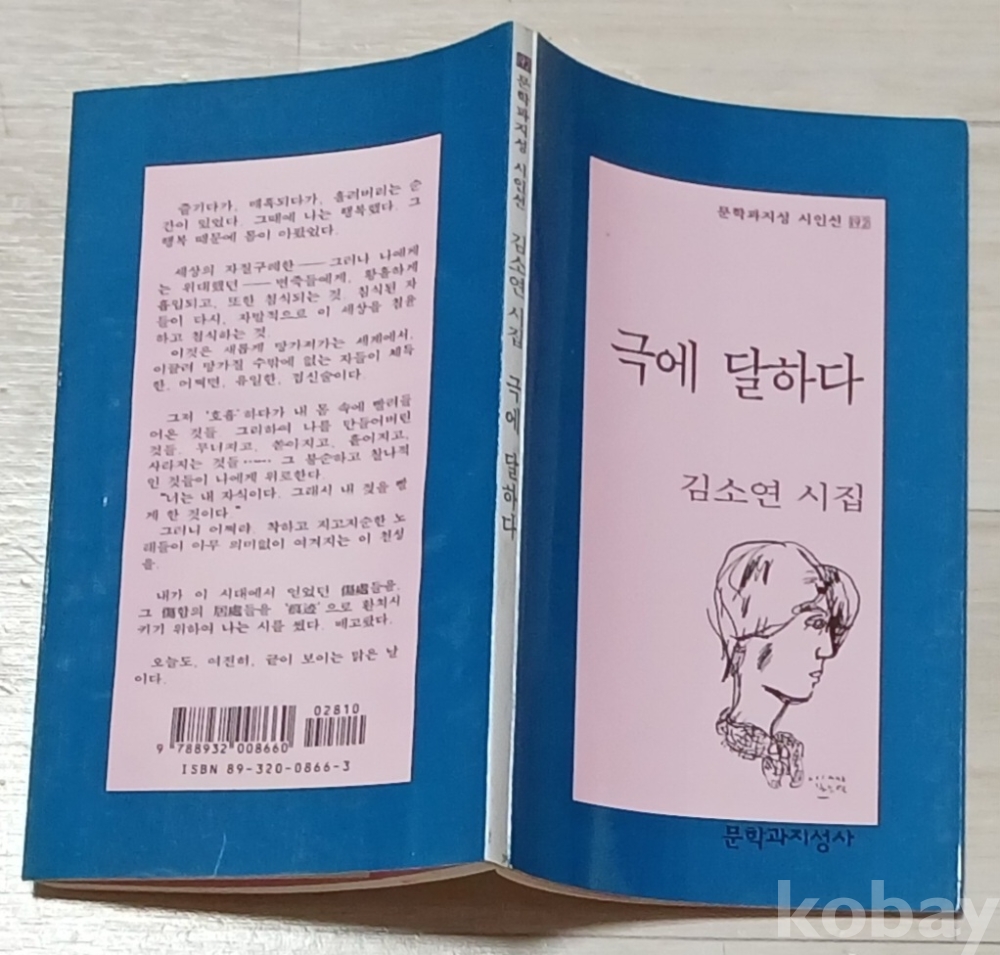 즐기다가, 매혹되다가, 흘려버리는 순
간이 있었다. 그때에 나는 행복했다. 그
행복 때문에 몸이 아팠었다.
세상의 자질구레한――그러나 나에게
는 위대했던――면죽들에게, 황홀하게
흡입되고, 또한 침식되는 것. 침식된 자
들이 다시, 자발적으로 이 세상을 침윤
하고 침식하는 것.
이것은 새롭게 망가져가는 세계에서,
이끌려 망가질 수밖에 없는 자들이 체득
한, 어쩌면, 유일한, 접신술이다.
그저 '호흡'하다가 내 몸 속에 빨려들
어온 것들. 그리하여 나를 만들어버린
것들. 무너지고, 쏟아지고, 흩어지고,
사라지는 것들…… 그 불순하고 찰나적
인 것들이 나에게 위로한다.
"너는 내 자식이다. 그래서 내 젖을 빨
게 한 것이다."
그러니 어쩌랴. 착하고 지고지순한 노
래들이 아무 의미없이 여겨지는 이 천성
을.
내가 이 시대에서 얻었던 傷處들을,
그 傷함의 居處들을 '痕迹'으로 환치시
키기 위하여 나는 시를 썼다. 떼고랐다.
오늘도, 여전히, 끝이 보이는 맑은 날
이다.
02810
9 788932 008660
ISBN 89-320-0866-3
192 문학과지성 시인선 김소연 시집 극에 달하다
문학과지성 시인선 192
극에 달하다
김소연 시집
문학과지성사
kobay